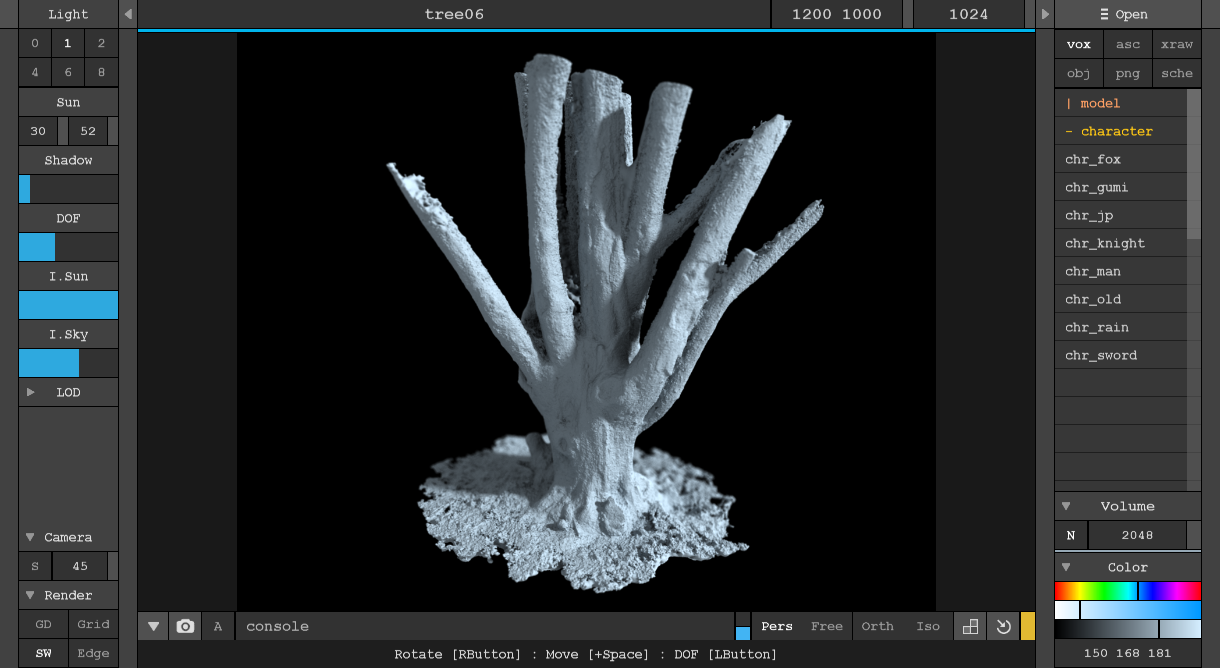 Light
0 1 2
4 6 8
Sun
30 52
Shadow
DOF
I.Sun
I.Sky
LOD
Camera
S 45
Render
GD Grid
SW Edge
tree06 1200 1000 1024
A console Pers Free Orth Iso
Rotate [RButton] : Move [+Space] : DOF [LButton]
Open
vox asc xraw
obj png sche
| model
- character
chr_fox
chr_gumi
chr_jp
chr_knight
chr_man
chr_old
chr_rain
chr_sword
Volume
N 2048
Color
150 168 181